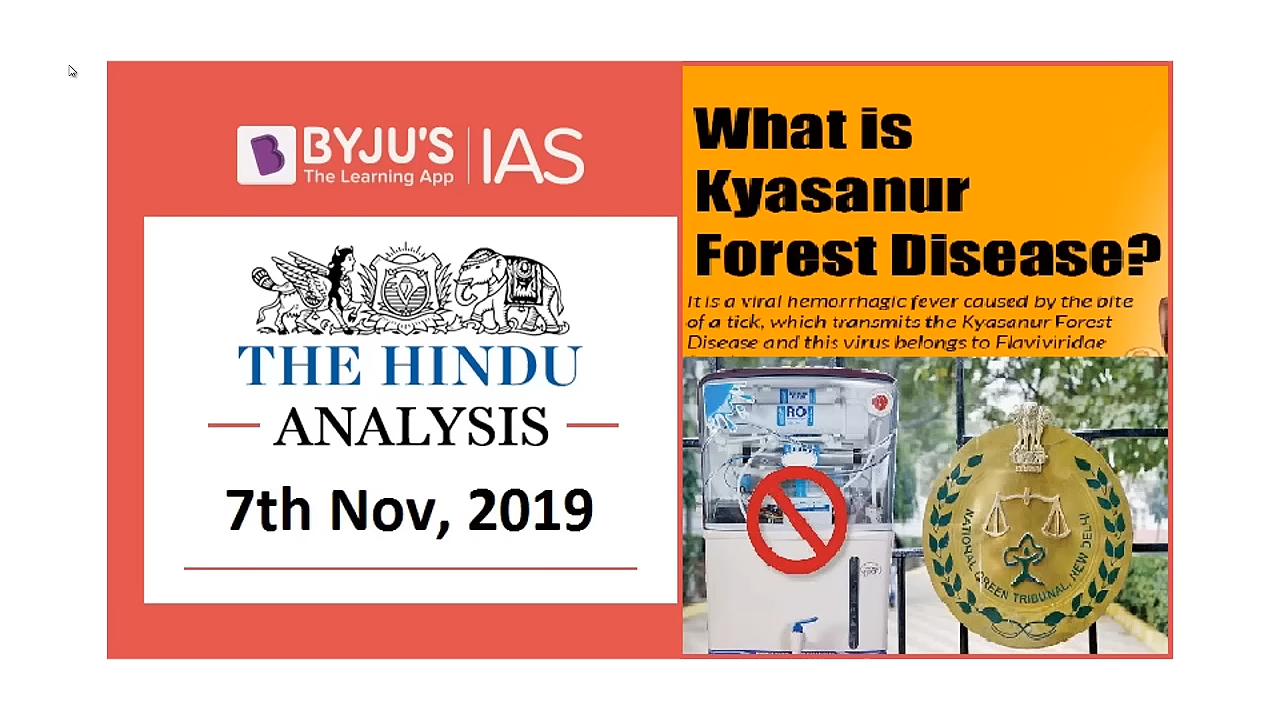 BYJU'S IAS
The Learning App
THE HINDU
ANALYSIS
7th Nov, 2019
What is
Kyasanur
Forest Disease?
It is a viral hemorrhagic fever caused by the bite
of a tick, which transmits the Kyasanur Forest
Disease and this virus belongs to Flaviviridae
RO
NATIONAL GREEN TRIBUNAL, NEW DELHI